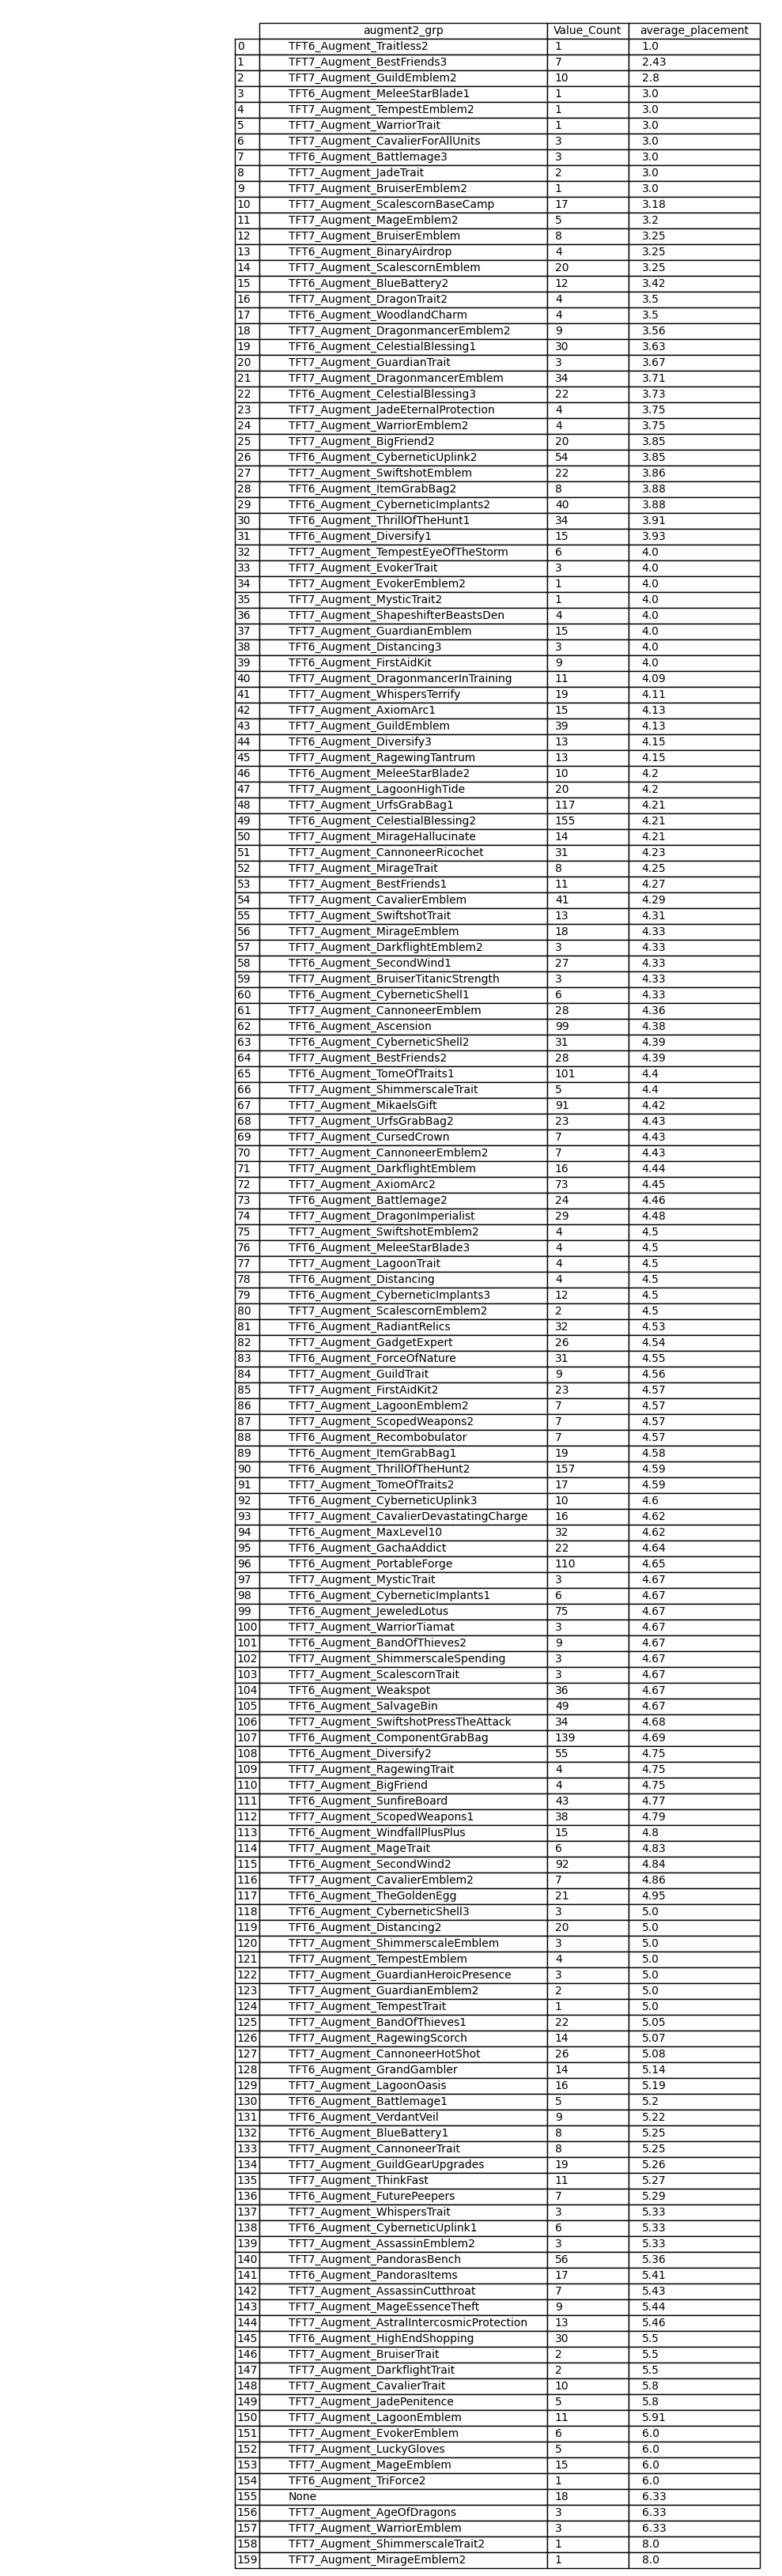 augment2_grp Value_Count average_placement
0 TFT6_Augment_Traitless2 1 1.0
1 TFT7_Augment_BestFriends3 7 2.43
2 TFT7_Augment_GuildEmblem2 10 2.8
3 TFT6_Augment_MeleeStarBlade1 1 3.0
4 TFT7_Augment_TempestEmblem2 1 3.0
5 TFT7_Augment_WarriorTrait 1 3.0
6 TFT7_Augment_CavalierForAllUnits 3 3.0
7 TFT6_Augment_Battlemage3 3 3.0
8 TFT7_Augment_JadeTrait 2 3.0
9 TFT7_Augment_BruiserEmblem2 1 3.0
10 TFT7_Augment_ScalescornBaseCamp 17 3.18
11 TFT7_Augment_MageEmblem2 5 3.2
12 TFT7_Augment_BruiserEmblem 8 3.25
13 TFT6_Augment_BinaryAirdrop 4 3.25
14 TFT7_Augment_ScalescornEmblem 20 3.25
15 TFT6_Augment_BlueBattery2 12 3.42
16 TFT7_Augment_DragonTrait2 4 3.5
17 TFT6_Augment_WoodlandCharm 4 3.5
18 TFT7_Augment_DragonmancerEmblem2 9 3.56
19 TFT6_Augment_CelestialBlessing1 30 3.63
20 TFT7_Augment_GuardianTrait 3 3.67
21 TFT7_Augment_DragonmancerEmblem 34 3.71
22 TFT6_Augment_CelestialBlessing3 22 3.73
23 TFT7_Augment_JadeEternalProtection 4 3.75
24 TFT7_Augment_WarriorEmblem2 4 3.75
25 TFT7_Augment_BigFriend2 20 3.85
26 TFT6_Augment_CyberneticUplink2 54 3.85
27 TFT7_Augment_SwiftshotEmblem 22 3.86
28 TFT6_Augment_ItemGrabBag2 8 3.88
29 TFT6_Augment_CyberneticImplants2 40 3.88
30 TFT6_Augment_ThrillOfTheHunt1 34 3.91
31 TFT6_Augment_Diversify1 15 3.93
32 TFT7_Augment_TempestEyeOfTheStorm 6 4.0
33 TFT7_Augment_EvokerTrait 3 4.0
34 TFT7_Augment_EvokerEmblem2 1 4.0
35 TFT7_Augment_MysticTrait2 1 4.0
36 TFT7_Augment_ShapeshifterBeastsDen 4 4.0
37 TFT7_Augment_GuardianEmblem 15 4.0
38 TFT6_Augment_Distancing3 3 4.0
39 TFT6_Augment_FirstAidKit 9 4.0
40 TFT7_Augment_DragonmancerInTraining 11 4.09
41 TFT7_Augment_WhispersTerrify 19 4.11
42 TFT7_Augment_AxiomArc1 15 4.13
43 TFT7_Augment_GuildEmblem 39 4.13
44 TFT6_Augment_Diversify3 13 4.15
45 TFT7_Augment_RagewingTantrum 13 4.15
46 TFT6_Augment_MeleeStarBlade2 10 4.2
47 TFT7_Augment_LagoonHighTide 20 4.2
48 TFT7_Augment_UrfsGrabBag1 117 4.21
49 TFT6_Augment_CelestialBlessing2 155 4.21
50 TFT7_Augment_MirageHallucinate 14 4.21
51 TFT7_Augment_CannoneerRicochet 31 4.23
52 TFT7_Augment_MirageTrait 8 4.25
53 TFT7_Augment_BestFriends1 11 4.27
54 TFT7_Augment_CavalierEmblem 41 4.29
55 TFT7_Augment_SwiftshotTrait 13 4.31
56 TFT7_Augment_MirageEmblem 18 4.33
57 TFT7_Augment_DarkflightEmblem2 3 4.33
58 TFT6_Augment_SecondWind1 27 4.33
59 TFT7_Augment_BruiserTitanicStrength 3 4.33
60 TFT6_Augment_CyberneticShell1 6 4.33
61 TFT7_Augment_CannoneerEmblem 28 4.36
62 TFT6_Augment_Ascension 99 4.38
63 TFT6_Augment_CyberneticShell2 31 4.39
64 TFT7_Augment_BestFriends2 28 4.39
65 TFT6_Augment_TomeOfTraits1 101 4.4
66 TFT7_Augment_ShimmerscaleTrait 5 4.4
67 TFT7_Augment_MikaelsGift 91 4.42
68 TFT7_Augment_UrfsGrabBag2 23 4.43
69 TFT7_Augment_CursedCrown 7 4.43
70 TFT7_Augment_CannoneerEmblem2 7 4.43
71 TFT7_Augment_DarkflightEmblem 16 4.44
72 TFT7_Augment_AxiomArc2 73 4.45
73 TFT6_Augment_Battlemage2 24 4.46
74 TFT7_Augment_DragonImperialist 29 4.48
75 TFT7_Augment_SwiftshotEmblem2 4 4.5
76 TFT6_Augment_MeleeStarBlade3 4 4.5
77 TFT7_Augment_LagoonTrait 4 4.5
78 TFT6_Augment_Distancing 4 4.5
79 TFT6_Augment_CyberneticImplants3 12 4.5
80 TFT7_Augment_ScalescornEmblem2 2 4.5
81 TFT6_Augment_RadiantRelics 32 4.53
82 TFT7_Augment_GadgetExpert 26 4.54
83 TFT6_Augment_ForceOfNature 31 4.55
84 TFT7_Augment_GuildTrait 9 4.56
85 TFT7_Augment_FirstAidKit2 23 4.57
86 TFT7_Augment_LagoonEmblem2 7 4.57
87 TFT7_Augment_ScopedWeapons2 7 4.57
88 TFT6_Augment_Recombobulator 7 4.57
89 TFT6_Augment_ItemGrabBag1 19 4.58
90 TFT6_Augment_ThrillOfTheHunt2 157 4.59
91 TFT7_Augment_TomeOfTraits2 17 4.59
92 TFT6_Augment_CyberneticUplink3 10 4.6
93 TFT7_Augment_CavalierDevastatingCharge 16 4.62
94 TFT6_Augment_MaxLevel10 32 4.62
95 TFT7_Augment_GachaAddict 22 4.64
96 TFT6_Augment_PortableForge 110 4.65
97 TFT7_Augment_MysticTrait 3 4.67
98 TFT6_Augment_CyberneticImplants1 6 4.67
99 TFT6_Augment_JeweledLotus 75 4.67
100 TFT7_Augment_WarriorTiamat 3 4.67
101 TFT6_Augment_BandOfThieves2 9 4.67
102 TFT7_Augment_ShimmerscaleSpending 3 4.67
103 TFT7_Augment_ScalescornTrait 3 4.67
104 TFT6_Augment_Weakspot 36 4.67
105 TFT6_Augment_SalvageBin 49 4.67
106 TFT7_Augment_SwiftshotPressTheAttack 34 4.68
107 TFT6_Augment_ComponentGrabBag 139 4.69
108 TFT6_Augment_Diversify2 55 4.75
109 TFT7_Augment_RagewingTrait 4 4.75
110 TFT7_Augment_BigFriend 4 4.75
111 TFT6_Augment_SunfireBoard 43 4.77
112 TFT7_Augment_ScopedWeapons1 38 4.79
113 TFT6_Augment_WindfallPlusPlus 15 4.8
114 TFT7_Augment_MageTrait 6 4.83
115 TFT6_Augment_SecondWind2 92 4.84
116 TFT7_Augment_CavalierEmblem2 7 4.86
117 TFT6_Augment_TheGoldenEgg 21 4.95
118 TFT6_Augment_CyberneticShell3 3 5.0
119 TFT6_Augment_Distancing2 20 5.0
120 TFT7_Augment_ShimmerscaleEmblem 3 5.0
121 TFT7_Augment_TempestEmblem 4 5.0
122 TFT7_Augment_GuardianHeroicPresence 3 5.0
123 TFT7_Augment_GuardianEmblem2 2 5.0
124 TFT7_Augment_TempestTrait 1 5.0
125 TFT7_Augment_BandOfThieves1 22 5.05
126 TFT7_Augment_RagewingScorch 14 5.07
127 TFT7_Augment_CannoneerHotShot 26 5.08
128 TFT6_Augment_GrandGambler 14 5.14
129 TFT7_Augment_LagoonOasis 16 5.19
130 TFT6_Augment_Battlemage1 5 5.2
131 TFT6_Augment_VerdantVeil 9 5.22
132 TFT6_Augment_BlueBattery1 8 5.25
133 TFT7_Augment_CannoneerTrait 8 5.25
134 TFT7_Augment_GuildGearUpgrades 19 5.26
135 TFT7_Augment_ThinkFast 11 5.27
136 TFT6_Augment_FuturePeepers 7 5.29
137 TFT7_Augment_WhispersTrait 3 5.33
138 TFT6_Augment_CyberneticUplink1 6 5.33
139 TFT7_Augment_AssassinEmblem2 3 5.33
140 TFT7_Augment_PandorasBench 56 5.36
141 TFT6_Augment_PandorasItems 17 5.41
142 TFT7_Augment_AssassinCutthroat 7 5.43
143 TFT7_Augment_MageEssenceTheft 9 5.44
144 TFT7_Augment_AstralIntercosmicProtection 13 5.46
145 TFT6_Augment_HighEndShopping 30 5.5
146 TFT7_Augment_BruiserTrait 2 5.5
147 TFT7_Augment_DarkflightTrait 2 5.5
148 TFT7_Augment_CavalierTrait 10 5.8
149 TFT7_Augment_JadePenitence 5 5.8
150 TFT7_Augment_LagoonEmblem 11 5.91
151 TFT7_Augment_EvokerEmblem 6 6.0
152 TFT7_Augment_LuckyGloves 5 6.0
153 TFT7_Augment_MageEmblem 15 6.0
154 TFT6_Augment_TriForce2 1 6.0
155 None 18 6.33
156 TFT7_Augment_AgeOfDragons 3 6.33
157 TFT7_Augment_WarriorEmblem 3 6.33
158 TFT7_Augment_ShimmerscaleTrait2 1 8.0
159 TFT7_Augment_MirageEmblem2 1 8.0